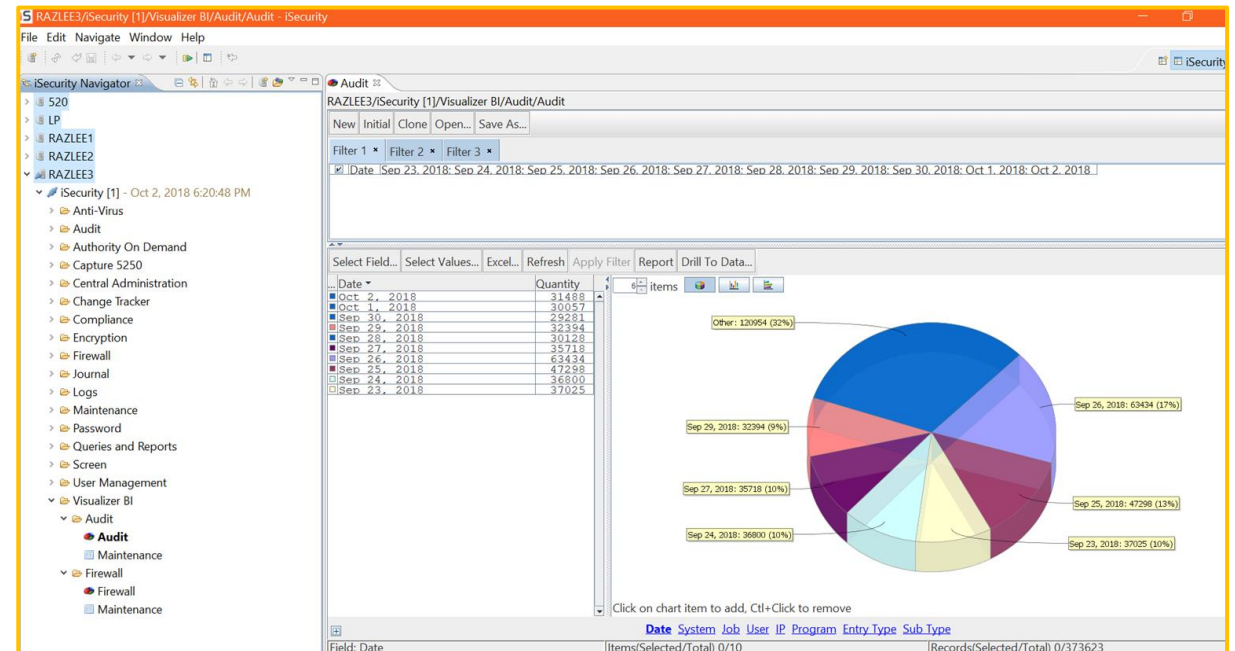 S RAZLEE3/iSecurity [1]/Visualizer BI/Audit/Audit - iSecurity
File Edit Navigate Window Help
iSecurity
iSecurity Navigator
520
LP
RAZLEE1
RAZLEE2
RAZLEE3
iSecurity [1] - Oct 2, 2018 6:20:48 PM
Anti-Virus
Audit
Authority On Demand
Capture 5250
Central Administration
Change Tracker
Compliance
Encryption
Firewall
Journal
Logs
Maintenance
Password
Queries and Reports
Screen
User Management
Visualizer BI
Audit
Audit
Maintenance
Firewall
Firewall
Maintenance
Audit
RAZLEE3/iSecurity [1]/Visualizer BI/Audit/Audit
New Initial Clone Open... Save As...
Filter 1 Filter 2 Filter 3
Date Sep 23, 2018; Sep 24, 2018; Sep 25, 2018; Sep 26, 2018; Sep 27, 2018; Sep 28, 2018; Sep 29, 2018; Sep 30, 2018; Oct 1, 2018; Oct 2, 2018
Select Field... Select Values... Excel... Refresh Apply Filter Report Drill To Data...
... Date Quantity
Oct 2, 2018 31488
Oct 1, 2018 30057
Sep 30, 2018 29281
Sep 29, 2018 32394
Sep 28, 2018 30128
Sep 27, 2018 35718
Sep 26, 2018 63434
Sep 25, 2018 47298
Sep 24, 2018 36800
Sep 23, 2018 37025
6 items
Other: 120954 (32%)
Sep 26, 2018: 63434 (17%)
Sep 29, 2018: 32394 (9%)
Sep 27, 2018: 35718 (10%)
Sep 25, 2018: 47298 (13%)
Sep 24, 2018: 36800 (10%)
Sep 23, 2018: 37025 (10%)
Click on chart item to add, Ctl+Click to remove
Date System Job User IP Program Entry Type Sub Type
Field: Date Items(Selected/Total) 0/10 Records(Selected/Total) 0/373623